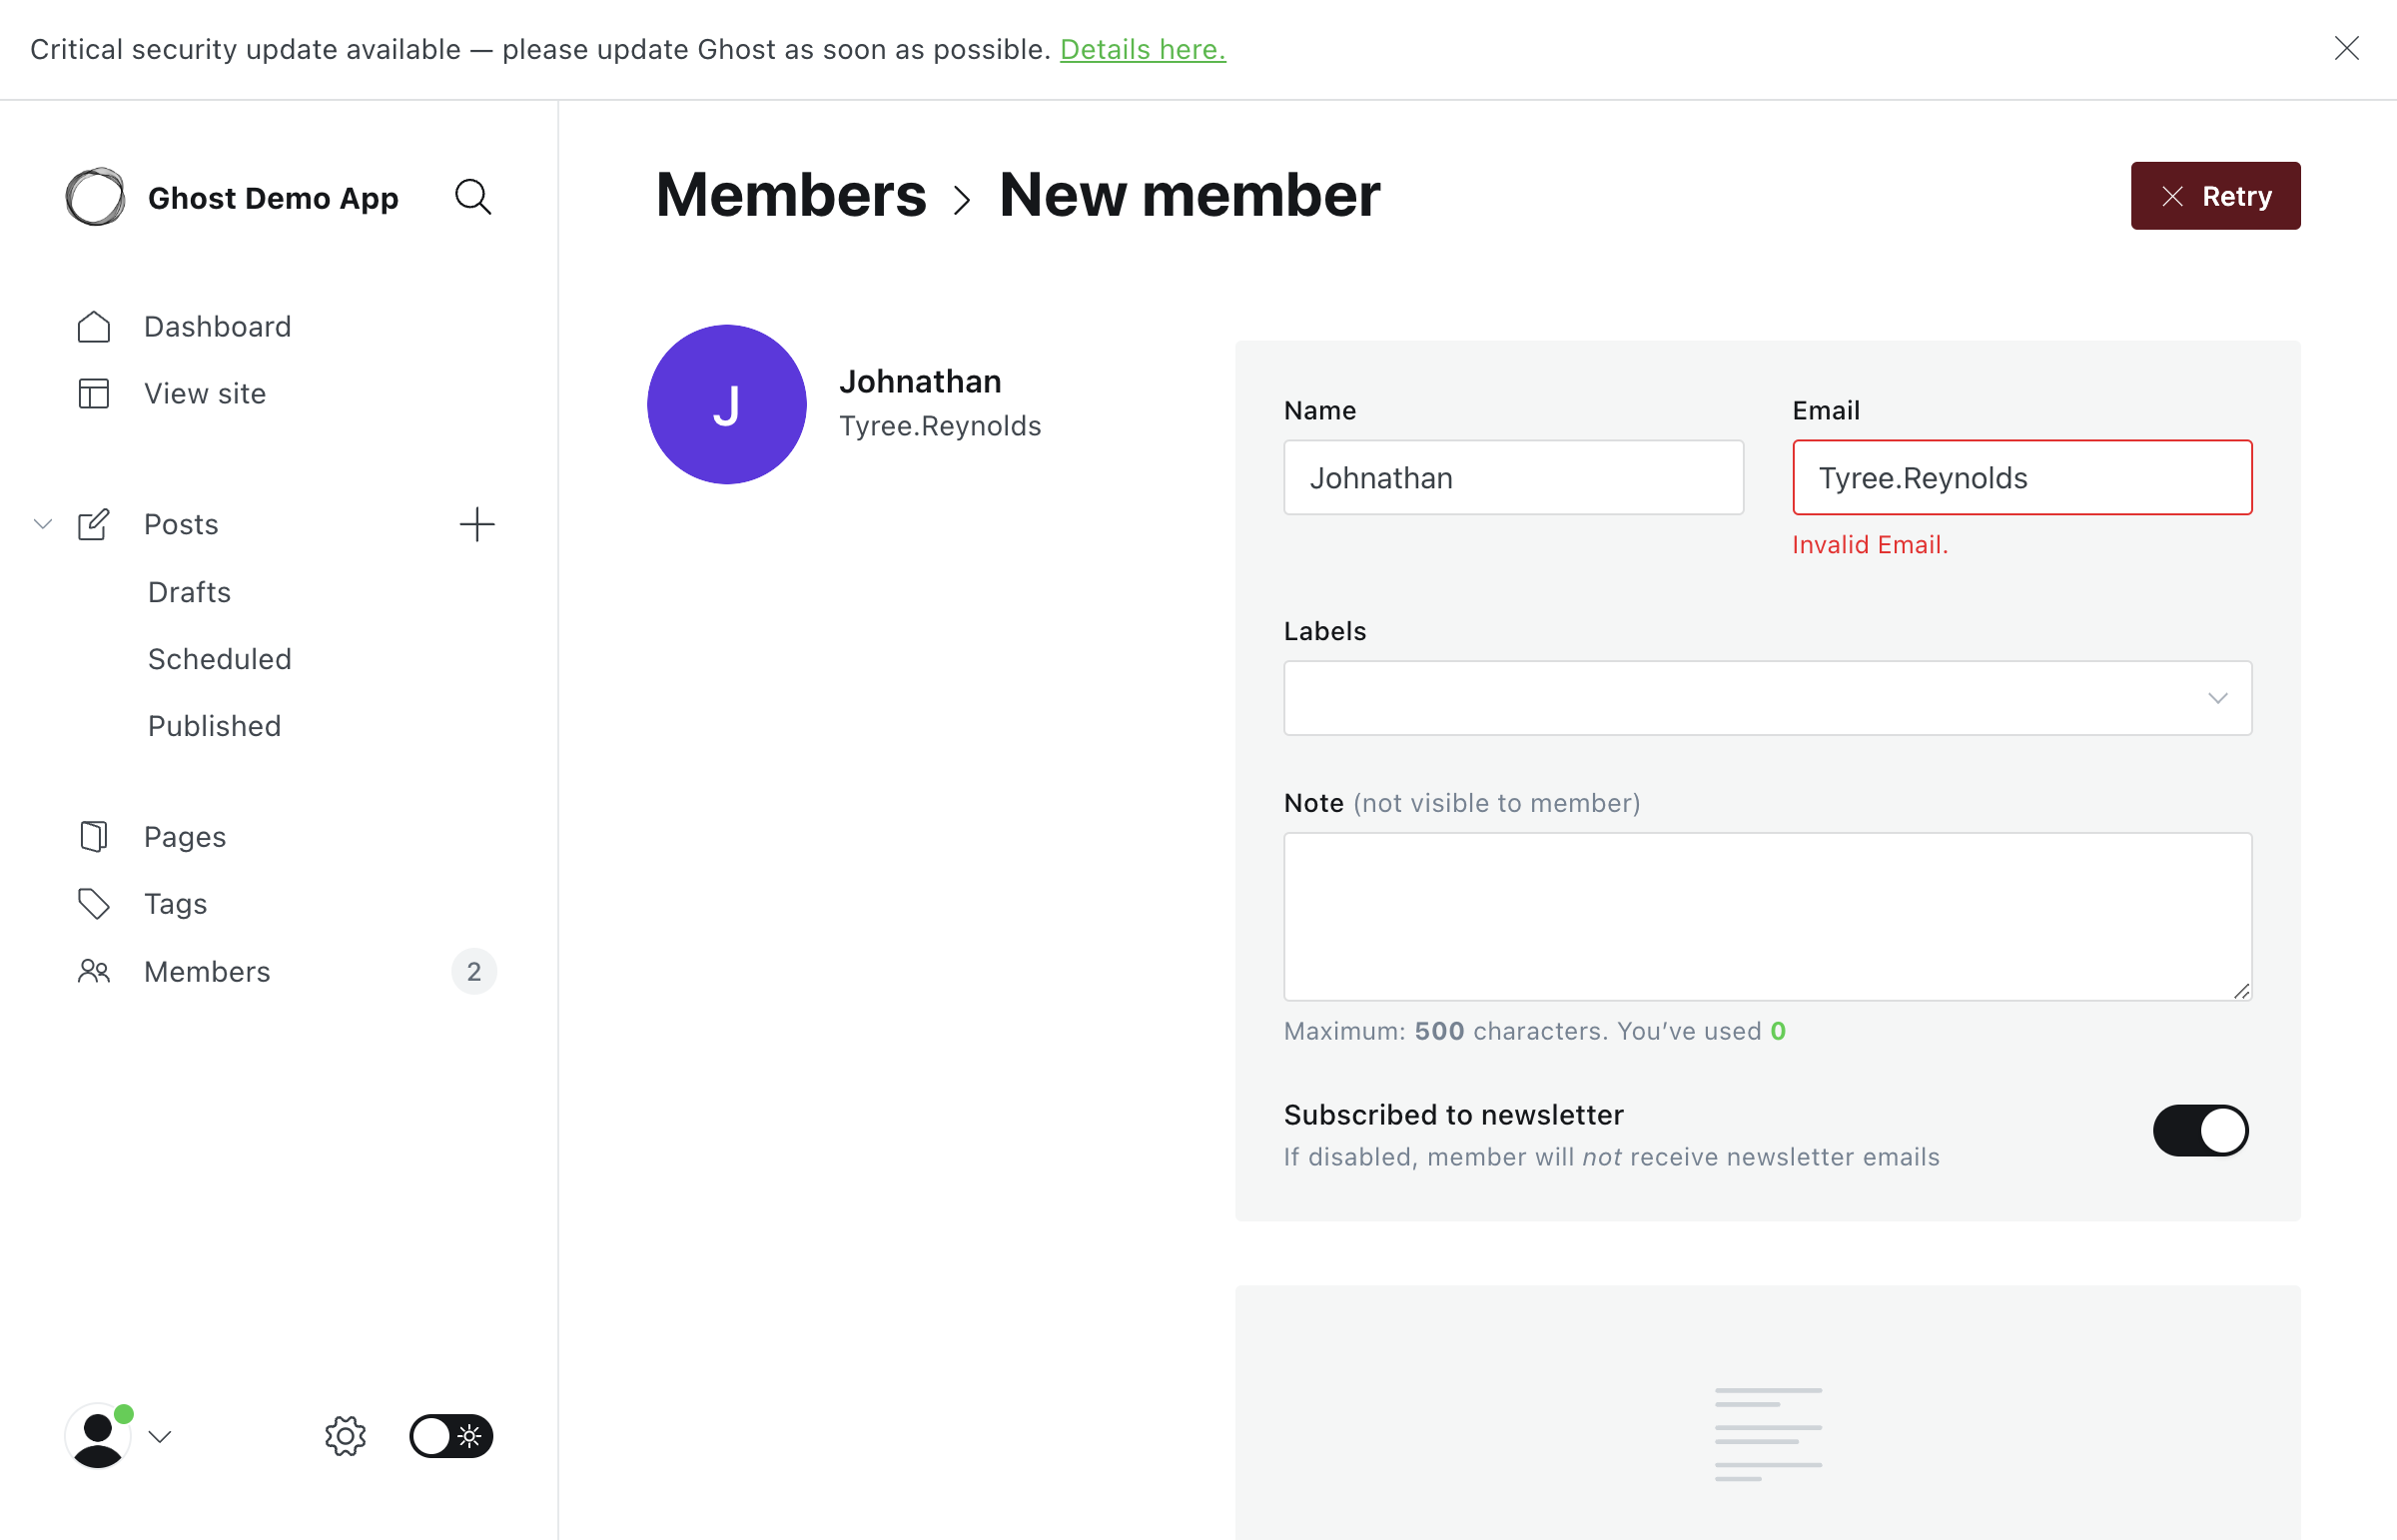 Critical security update available — please update Ghost as soon as possible. Details here.
Ghost Demo App
Dashboard
View site
Posts
Drafts
Scheduled
Published
Pages
Tags
Members 2
Members > New member
Retry
J
Johnathan
Tyree.Reynolds
Name
Johnathan
Email
Tyree.Reynolds
Invalid Email.
Labels
Note (not visible to member)
Maximum: 500 characters. You’ve used 0
Subscribed to newsletter
If disabled, member will not receive newsletter emails